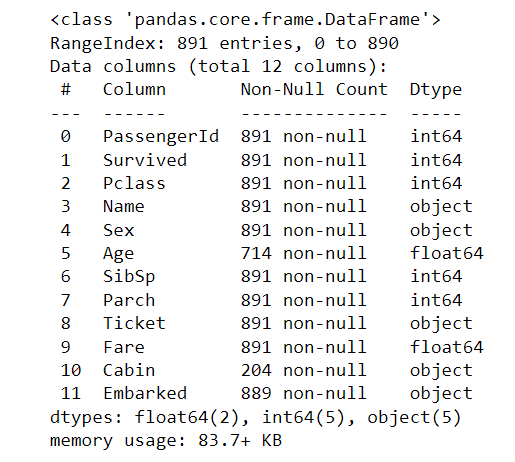 <class 'pandas.core.frame.DataFrame'>
RangeIndex: 891 entries, 0 to 890
Data columns (total 12 columns):
 #   Column       Non-Null Count  Dtype
---  ------       --------------  -----
 0   PassengerId  891 non-null    int64
 1   Survived     891 non-null    int64
 2   Pclass       891 non-null    int64
 3   Name         891 non-null    object
 4   Sex          891 non-null    object
 5   Age          714 non-null    float64
 6   SibSp        891 non-null    int64
 7   Parch        891 non-null    int64
 8   Ticket       891 non-null    object
 9   Fare         891 non-null    float64
 10  Cabin        204 non-null    object
 11  Embarked     889 non-null    object
dtypes: float64(2), int64(5), object(5)
memory usage: 83.7+ KB